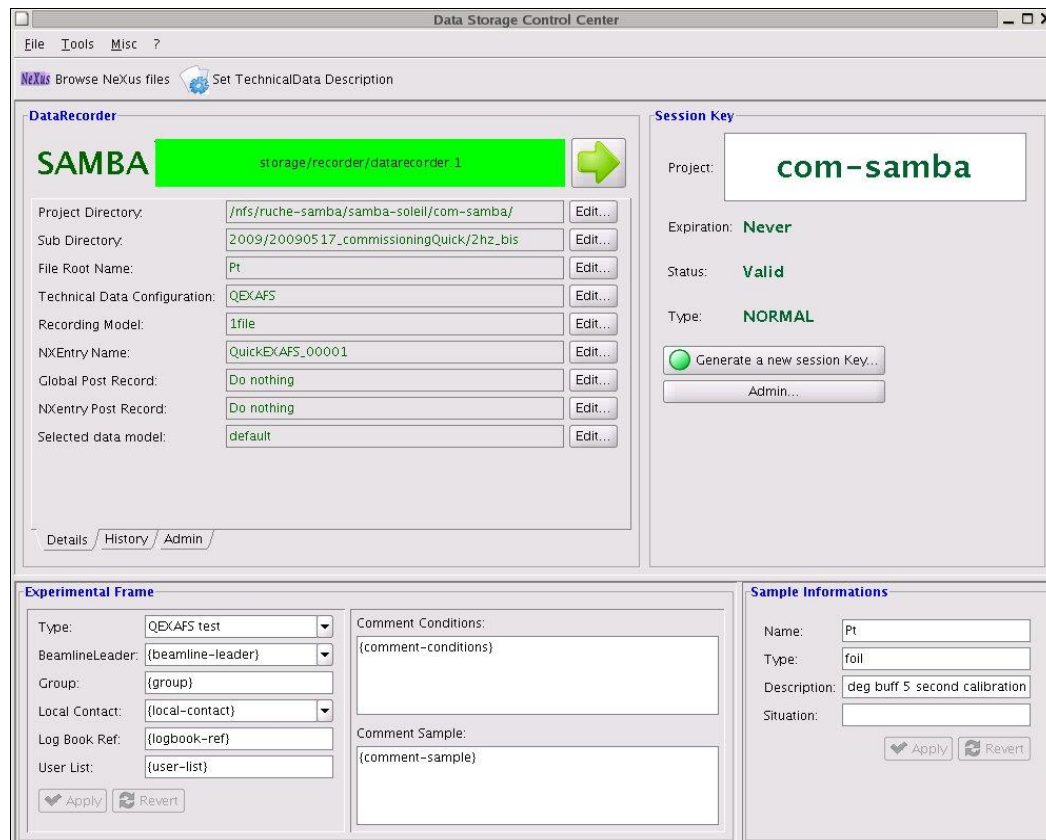 Data Storage Control Center
File Tools Misc ?
NeXus Browse NeXus files Set TechnicalData Description
DataRecorder
SAMBA storage/recorder/datarecorder.1
Project Directory: /nfs/ruche-samba/samba-soleil/com-samba/ Edit...
Sub Directory: 2009/20090517_commissioningQuick/2hz_bis Edit...
File Root Name: Pt Edit...
Technical Data Configuration: QEXAFS Edit...
Recording Model: 1file Edit...
NXEntry Name: QuickEXAFS_00001 Edit...
Global Post Record: Do nothing Edit...
NXentry Post Record: Do nothing Edit...
Selected data model: default Edit...
Details History Admin
Session Key
Project: com-samba
Expiration: Never
Status: Valid
Type: NORMAL
Generate a new session Key...
Admin...
Experimental Frame
Type: QEXAFS test
BeamlineLeader: {beamline-leader}
Group: {group}
Local Contact: {local-contact}
Log Book Ref: {logbook-ref}
User List: {user-list}
Apply Revert
Comment Conditions:
{comment-conditions}
Comment Sample:
{comment-sample}
Sample Informations
Name: Pt
Type: foil
Description: deg buff 5 second calibration
Situation:
Apply Revert